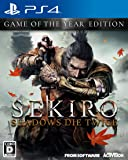 PS4
GAME OF THE YEAR EDITION
SEKIRO
SHADOWS DIE TWICE
D
FROMSOFTWARE
ACTIVISION